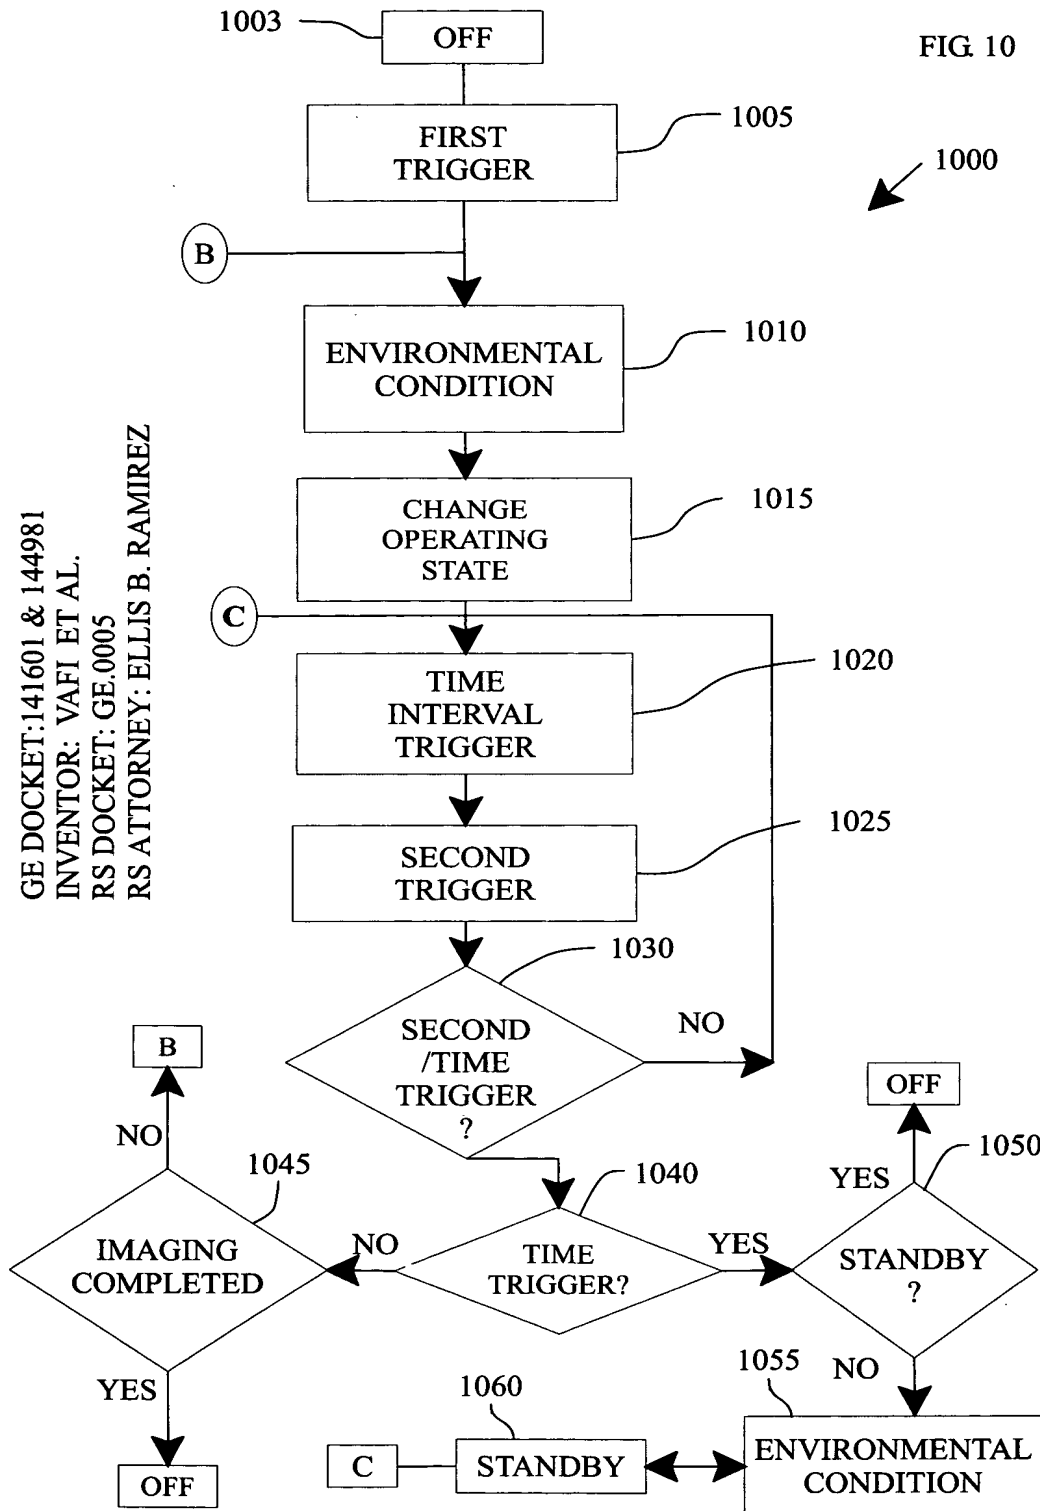 1003
OFF
FIG. 10
FIRST
TRIGGER
1005
1000
B
ENVIRONMENTAL
CONDITION
1010
CHANGE
OPERATING
STATE
1015
C
TIME
INTERVAL
TRIGGER
1020
SECOND
TRIGGER
1025
GE DOCKET:141601 & 144981
INVENTOR: VAFI ET AL.
RS DOCKET: GE.0005
RS ATTORNEY: ELLIS B. RAMIREZ
1030
SECOND
/TIME
TRIGGER
?
NO
B
OFF
NO
1045
1040
YES
1050
IMAGING
COMPLETED
NO
TIME
TRIGGER?
YES
STANDBY
?
YES
NO
1060
1055
OFF
C
STANDBY
ENVIRONMENTAL
CONDITION